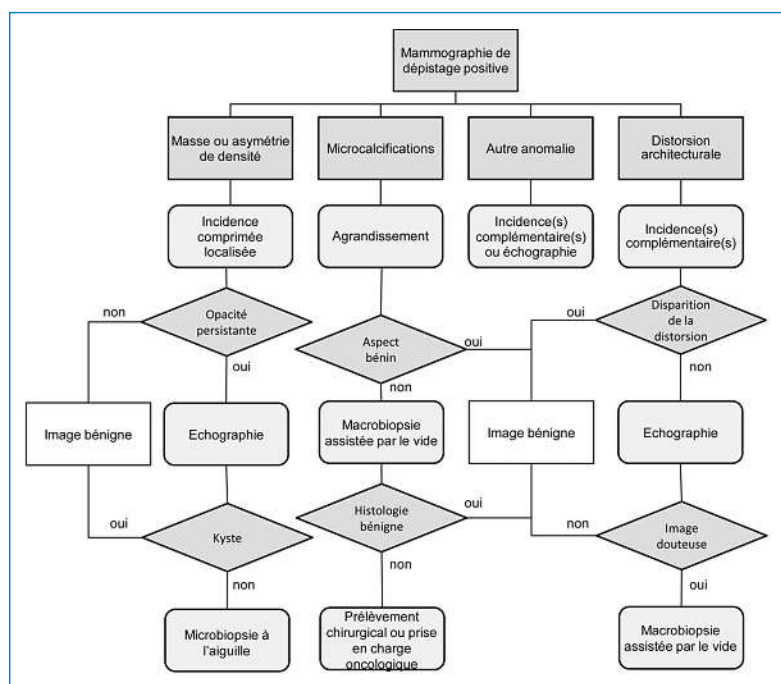 Mammographie de
dépistage positive
Masse ou asymétrie
de densité
Microcalcifications
Autre anomalie
Distorsion
architecturale
Incidence
comprimée
localisée
Agrandissement
Incidence(s)
complémentaire(s)
ou échographie
Incidence(s)
complémentaire(s)
non
Opacité
persistante
oui
Aspect
bénin
oui
non
oui
Disparition
de la
distorsion
non
Image bénigne
Echographie
Macrobiopsie
assistée par le vide
Image bénigne
Echographie
oui
Kyste
non
Histologie
bénigne
oui
non
non
Image
douteuse
oui
Microbiopsie à
l'aiguille
Prélèvement
chirurgical ou prise
en charge
oncologique
Macrobiopsie
assistée par le vide